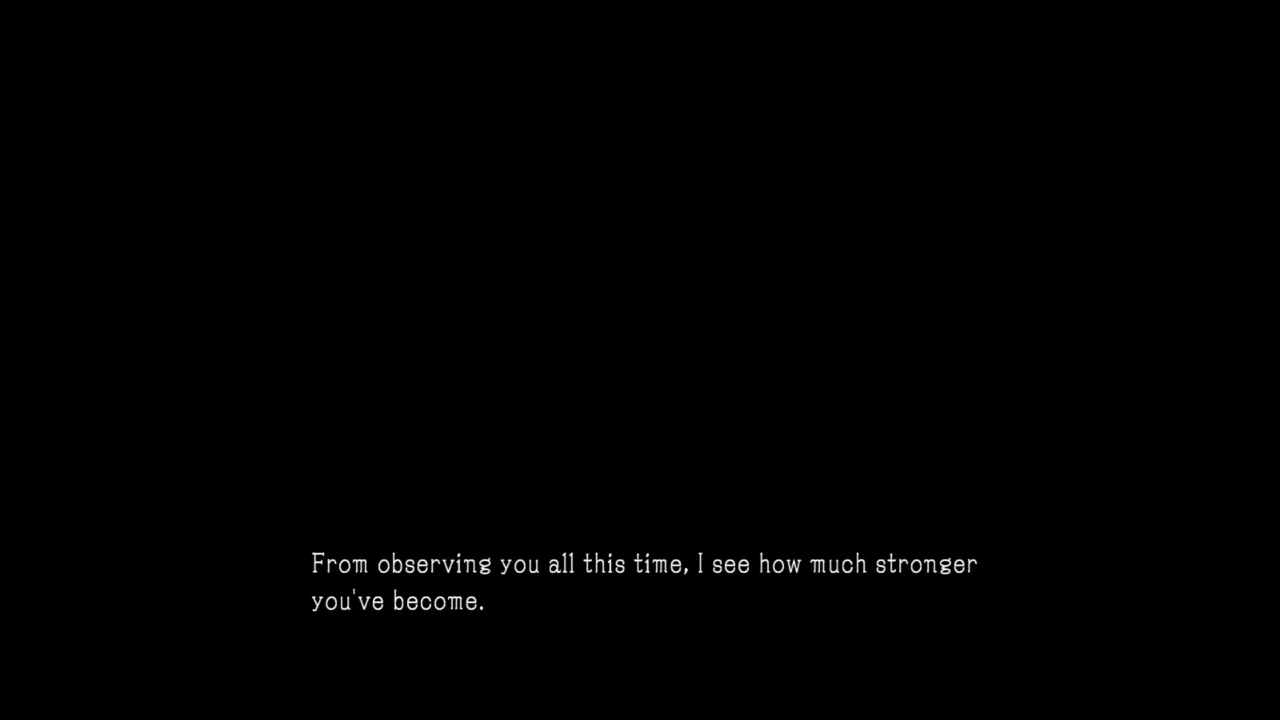 From observing you all this time, I see how much stronger
you've become.